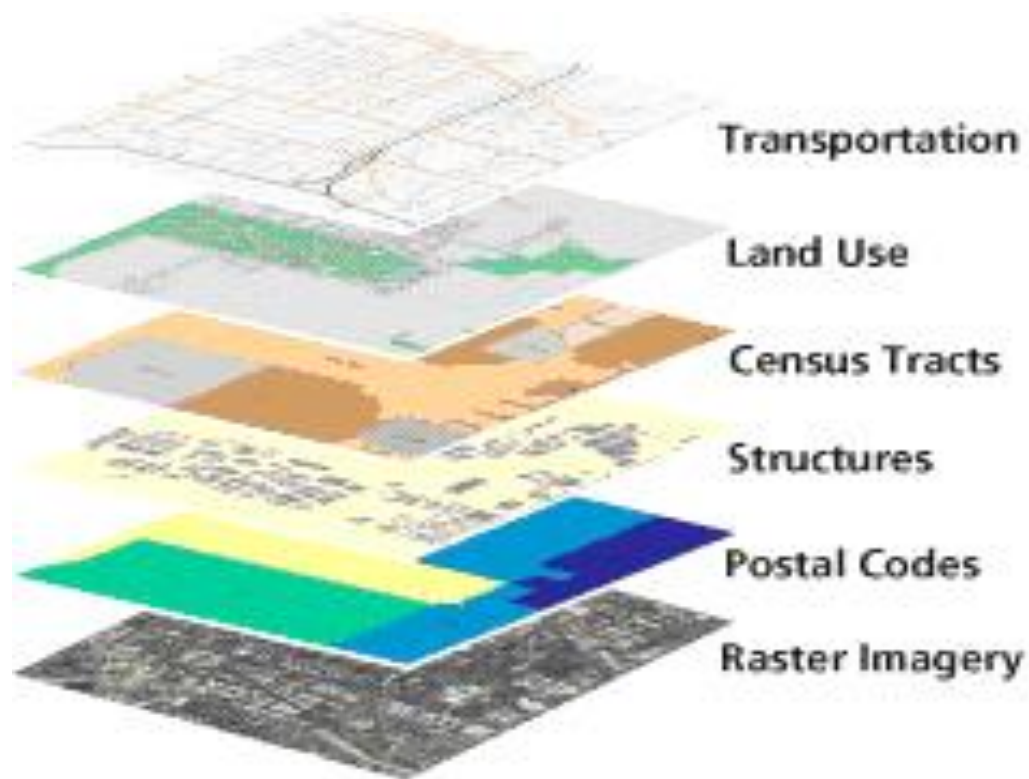 Transportation
Land Use
Census Tracts
Structures
Postal Codes
Raster Imagery